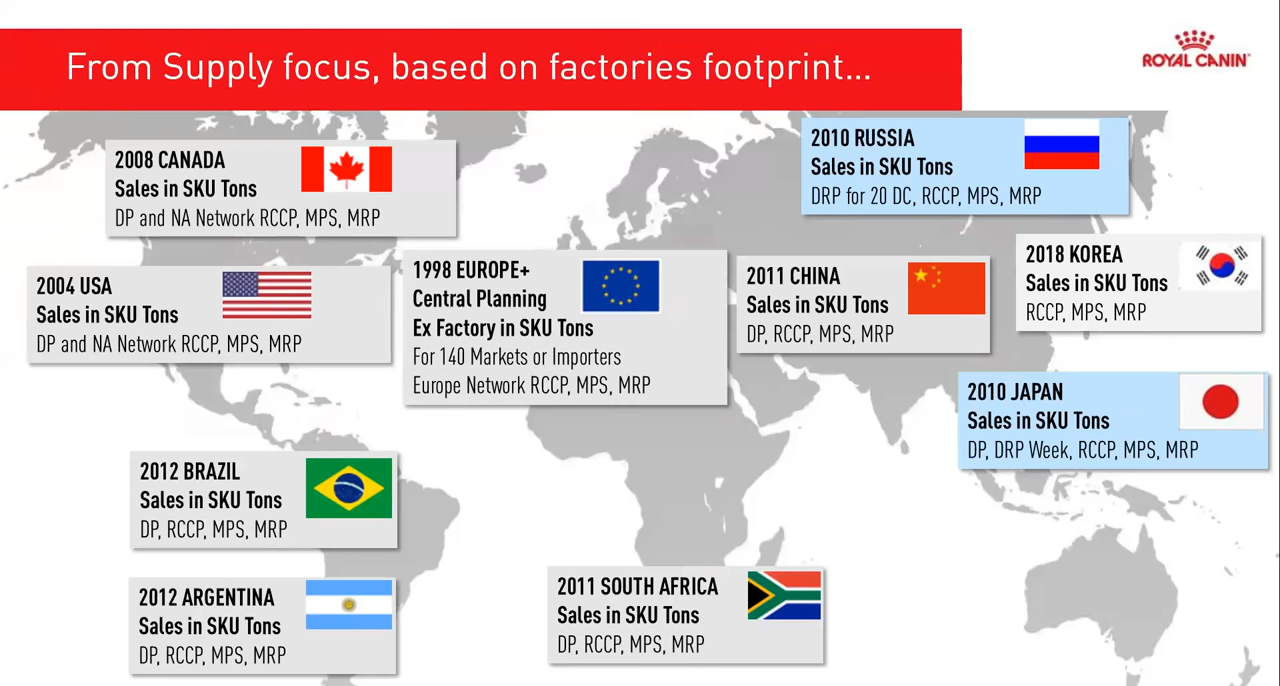 From Supply focus, based on factories footprint...
ROYAL CANIN
2008 CANADA
Sales in SKU Tons
DP and NA Network RCCP, MPS, MRP
2010 RUSSIA
Sales in SKU Tons
DRP for 20 DC, RCCP, MPS, MRP
2004 USA
Sales in SKU Tons
DP and NA Network RCCP, MPS, MRP
1998 EUROPE+
Central Planning
Ex Factory in SKU Tons
For 140 Markets or Importers
Europe Network RCCP, MPS, MRP
2011 CHINA
Sales in SKU Tons
DP, RCCP, MPS, MRP
2018 KOREA
Sales in SKU Tons
RCCP, MPS, MRP
2010 JAPAN
Sales in SKU Tons
DP, DRP Week, RCCP, MPS, MRP
2012 BRAZIL
Sales in SKU Tons
DP, RCCP, MPS, MRP
2012 ARGENTINA
Sales in SKU Tons
DP, RCCP, MPS, MRP
2011 SOUTH AFRICA
Sales in SKU Tons
DP, RCCP, MPS, MRP